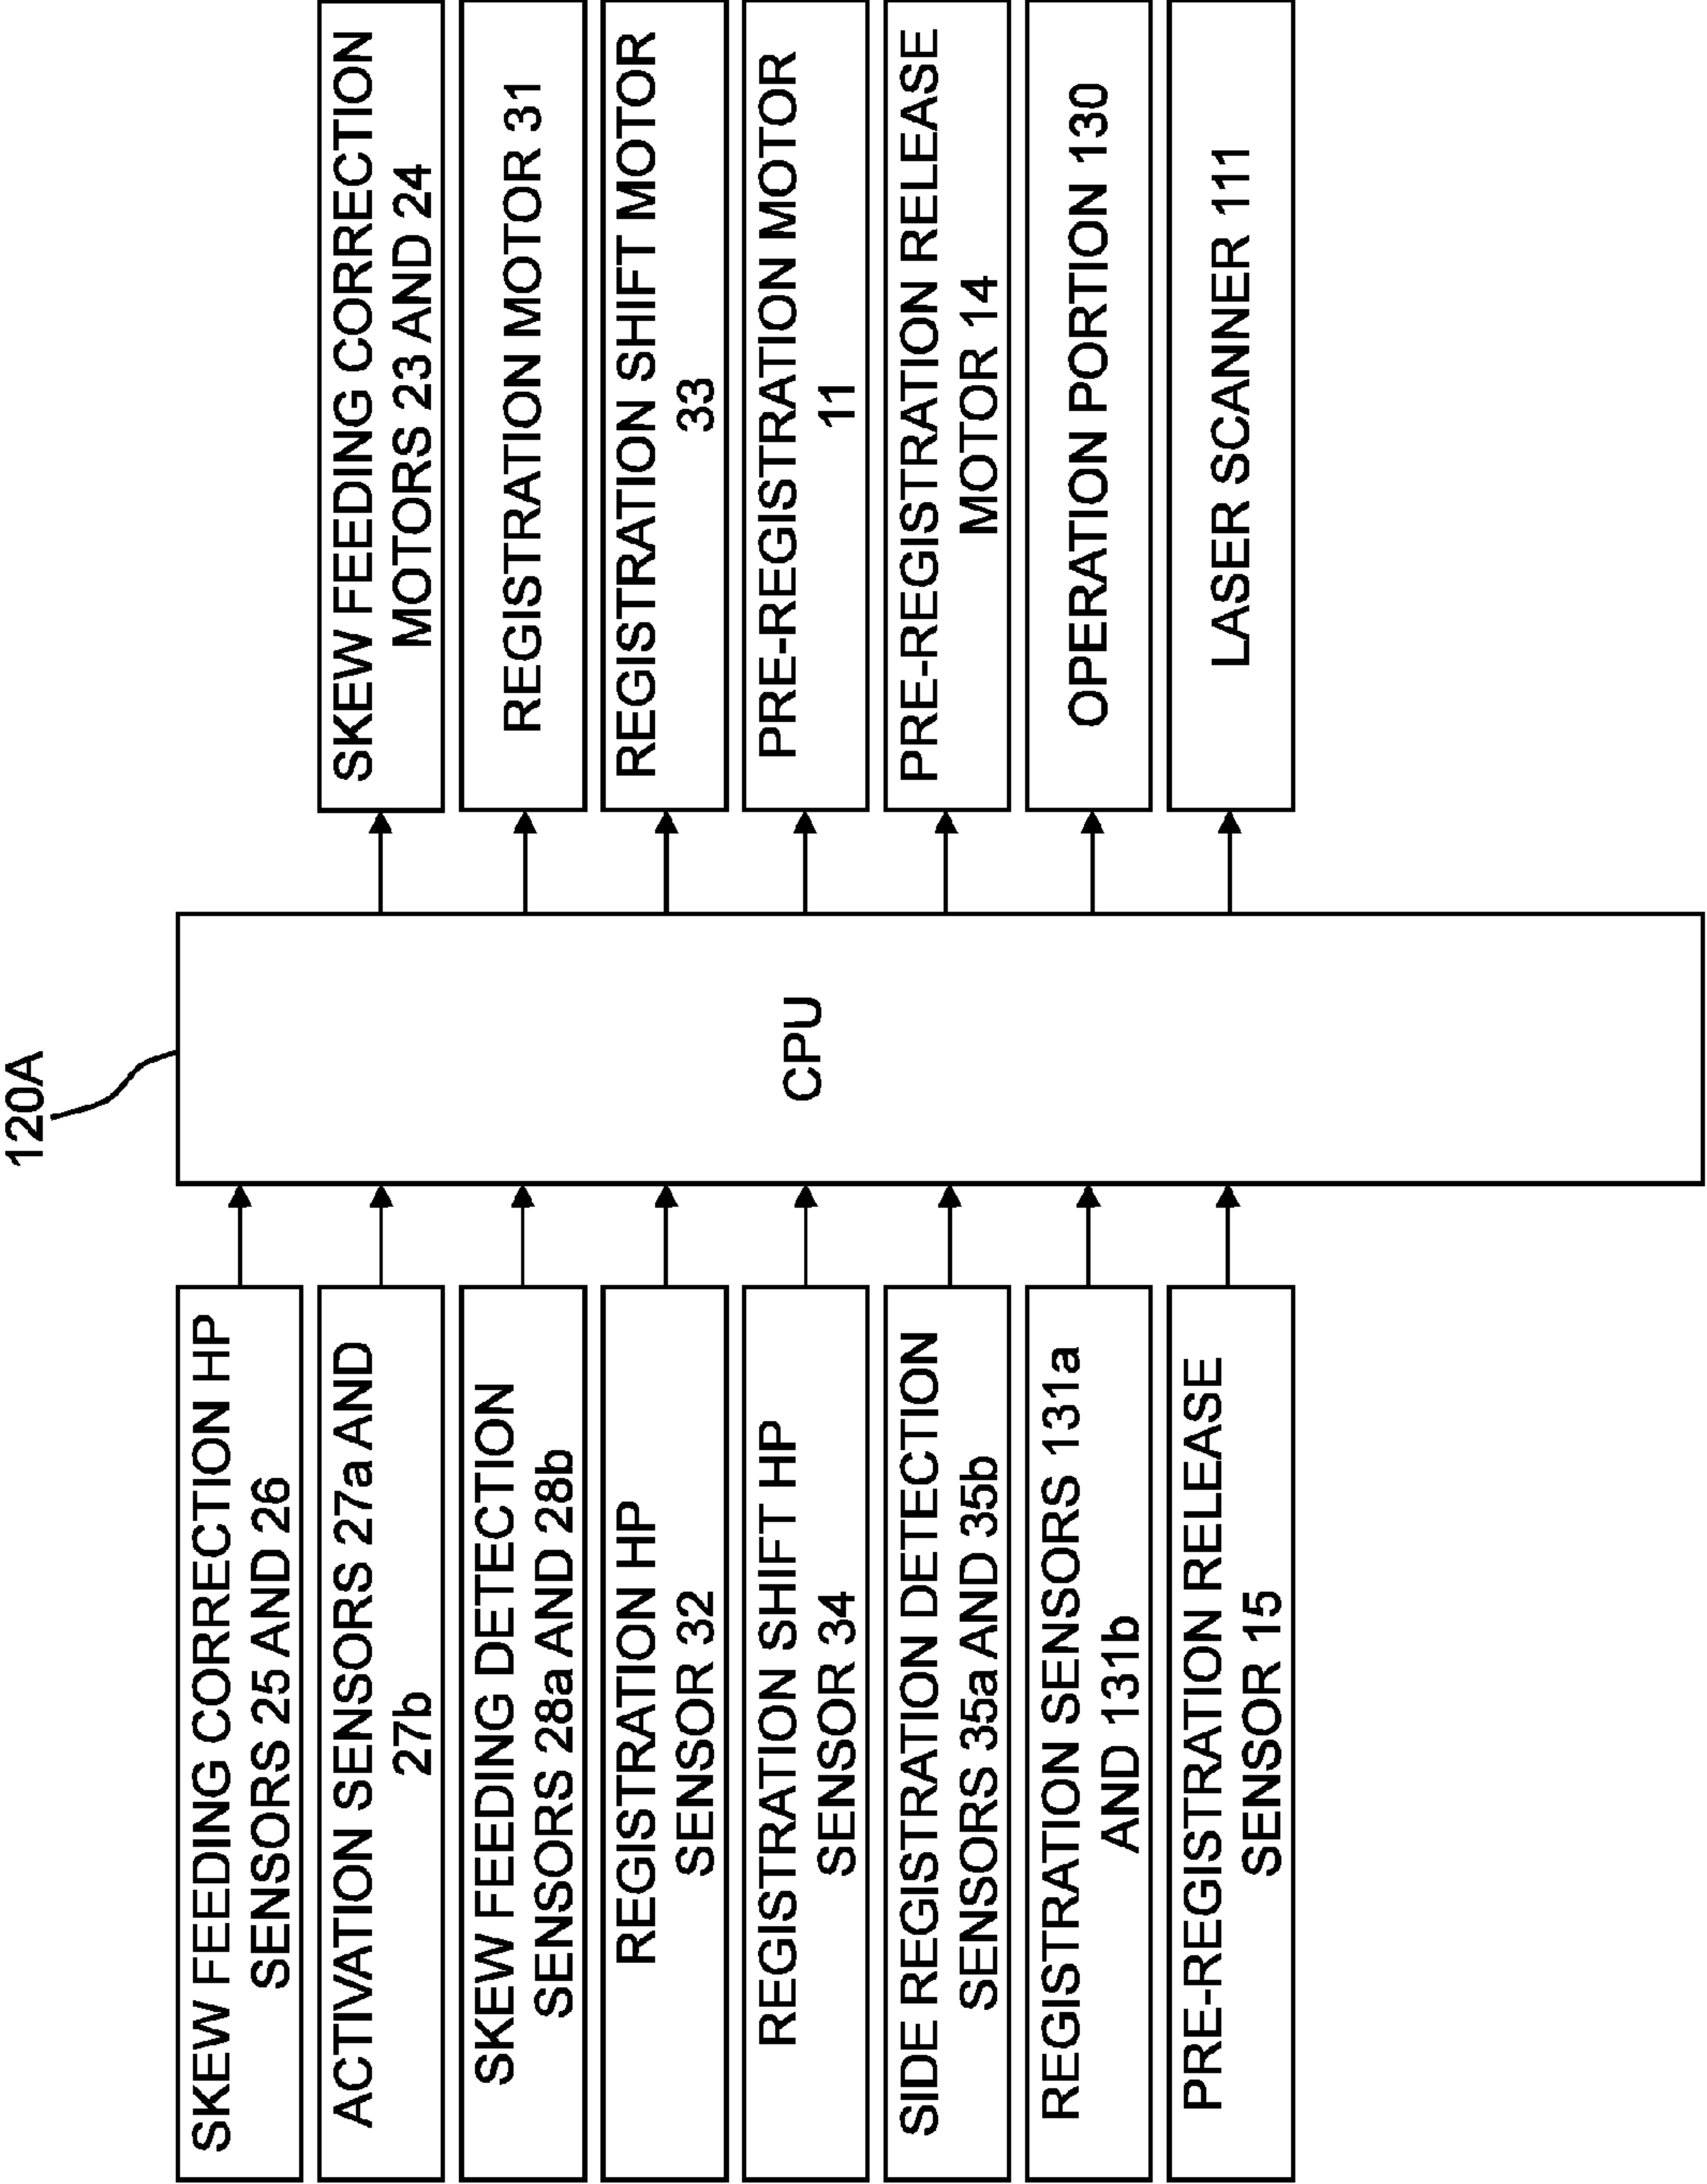 120A
SKEW FEEDING CORRECTION HP
SENSORS 25 AND 26
ACTIVATION SENSORS 27a AND
27b
SKEW FEEDING DETECTION
SENSORS 28a AND 28b
REGISTRATION HP
SENSOR 32
REGISTRATION SHIFT HP
SENSOR 34
SIDE REGISTRATION DETECTION
SENSORS 35a AND 35b
REGISTRATION SENSORS 131a
AND 131b
PRE-REGISTRATION RELEASE
SENSOR 15
CPU
SKEW FEEDING CORRECTION
MOTORS 23 AND 24
REGISTRATION MOTOR 31
REGISTRATION SHIFT MOTOR
33
PRE-REGISTRATION MOTOR
11
PRE-REGISTRATION RELEASE
MOTOR 14
OPERATION PORTION 130
LASER SCANNER 111